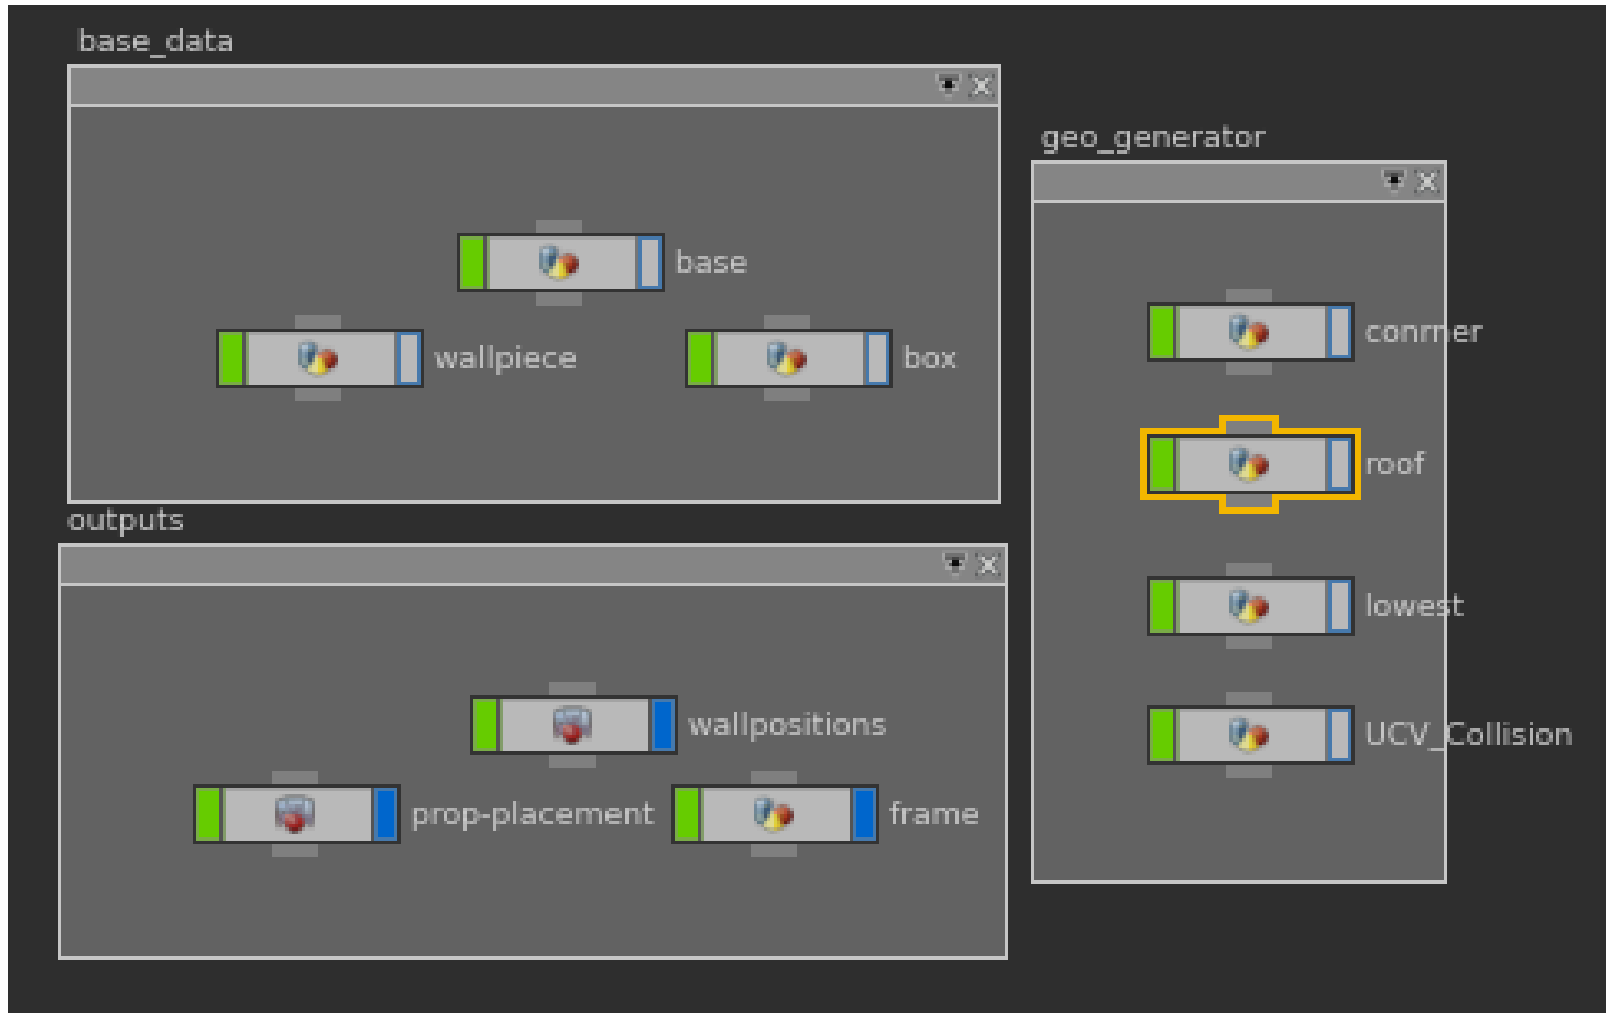 base_data
base
wallpiece
box
outputs
wallpositions
prop-placement
frame
geo_generator
conrner
roof
lowest
UCV_Collision